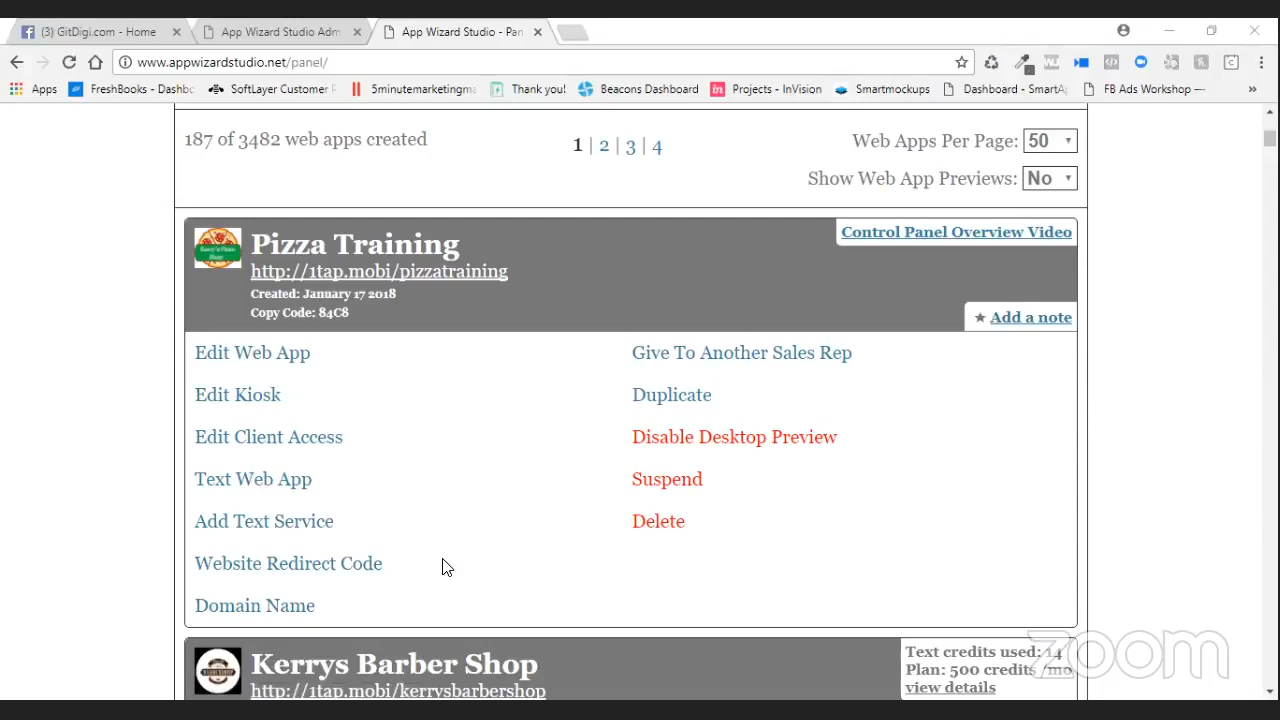 (3) GitDigi.com - Home
App Wizard Studio Adm
App Wizard Studio - Pan
www.appwizardstudio.net/panel/
Apps
FreshBooks - Dashbo
SoftLayer Customer
5minutemarketingma
Thank you!
Beacons Dashboard
Projects - InVision
Smartmockups
Dashboard - SmartA
FB Ads Workshop —
187 of 3482 web apps created
1 | 2 | 3 | 4
Web Apps Per Page: 50
Show Web App Previews: No
Pizza Training
Control Panel Overview Video
http://1tap.mobi/pizzatraining
Created: January 17 2018
Copy Code: 84C8
★ Add a note
Edit Web App
Give To Another Sales Rep
Edit Kiosk
Duplicate
Edit Client Access
Disable Desktop Preview
Text Web App
Suspend
Add Text Service
Delete
Website Redirect Code
Domain Name
Kerrys Barber Shop
http://1tap.mobi/kerrysbarbershop
Text credits used: 14
Plan: 500 credits /mo
view details
zoom